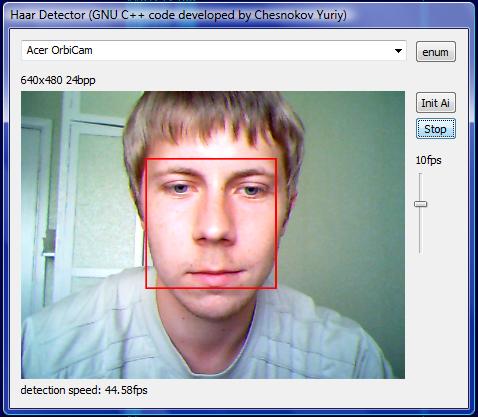 Haar Detector (GNU C++ code developed by Chesnokov Yuriy)
Acer OrbiCam
enum
640x480 24bpp
Init Ai
Stop
10fps
detection speed: 44.58fps